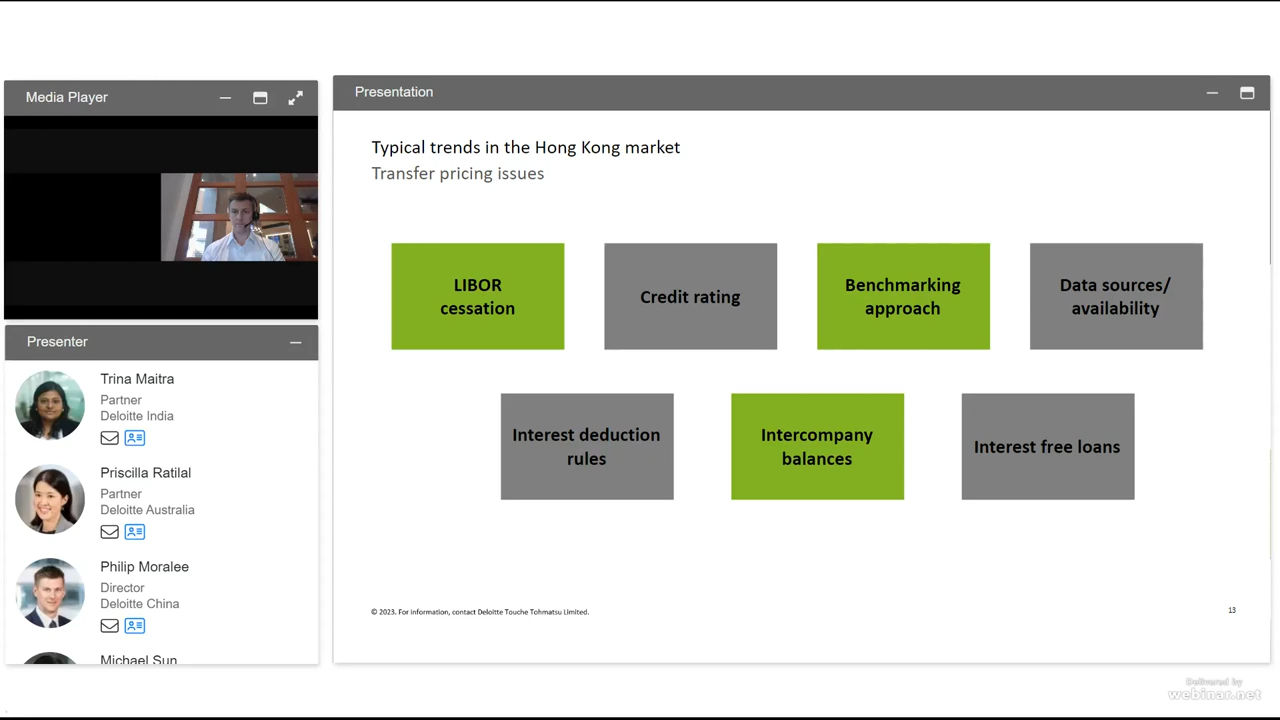 Media Player
Presenter
Trina Maitra
Partner
Deloitte India
Priscilla Ratilal
Partner
Deloitte Australia
Philip Moralee
Director
Deloitte China
Michael Sun
Presentation
Typical trends in the Hong Kong market
Transfer pricing issues
LIBOR
cessation
Credit rating
Benchmarking
approach
Data sources/
availability
Interest deduction
rules
Intercompany
balances
Interest free loans
© 2023. For information, contact Deloitte Touche Tohmatsu Limited.
13
Delivered by
webinar.net